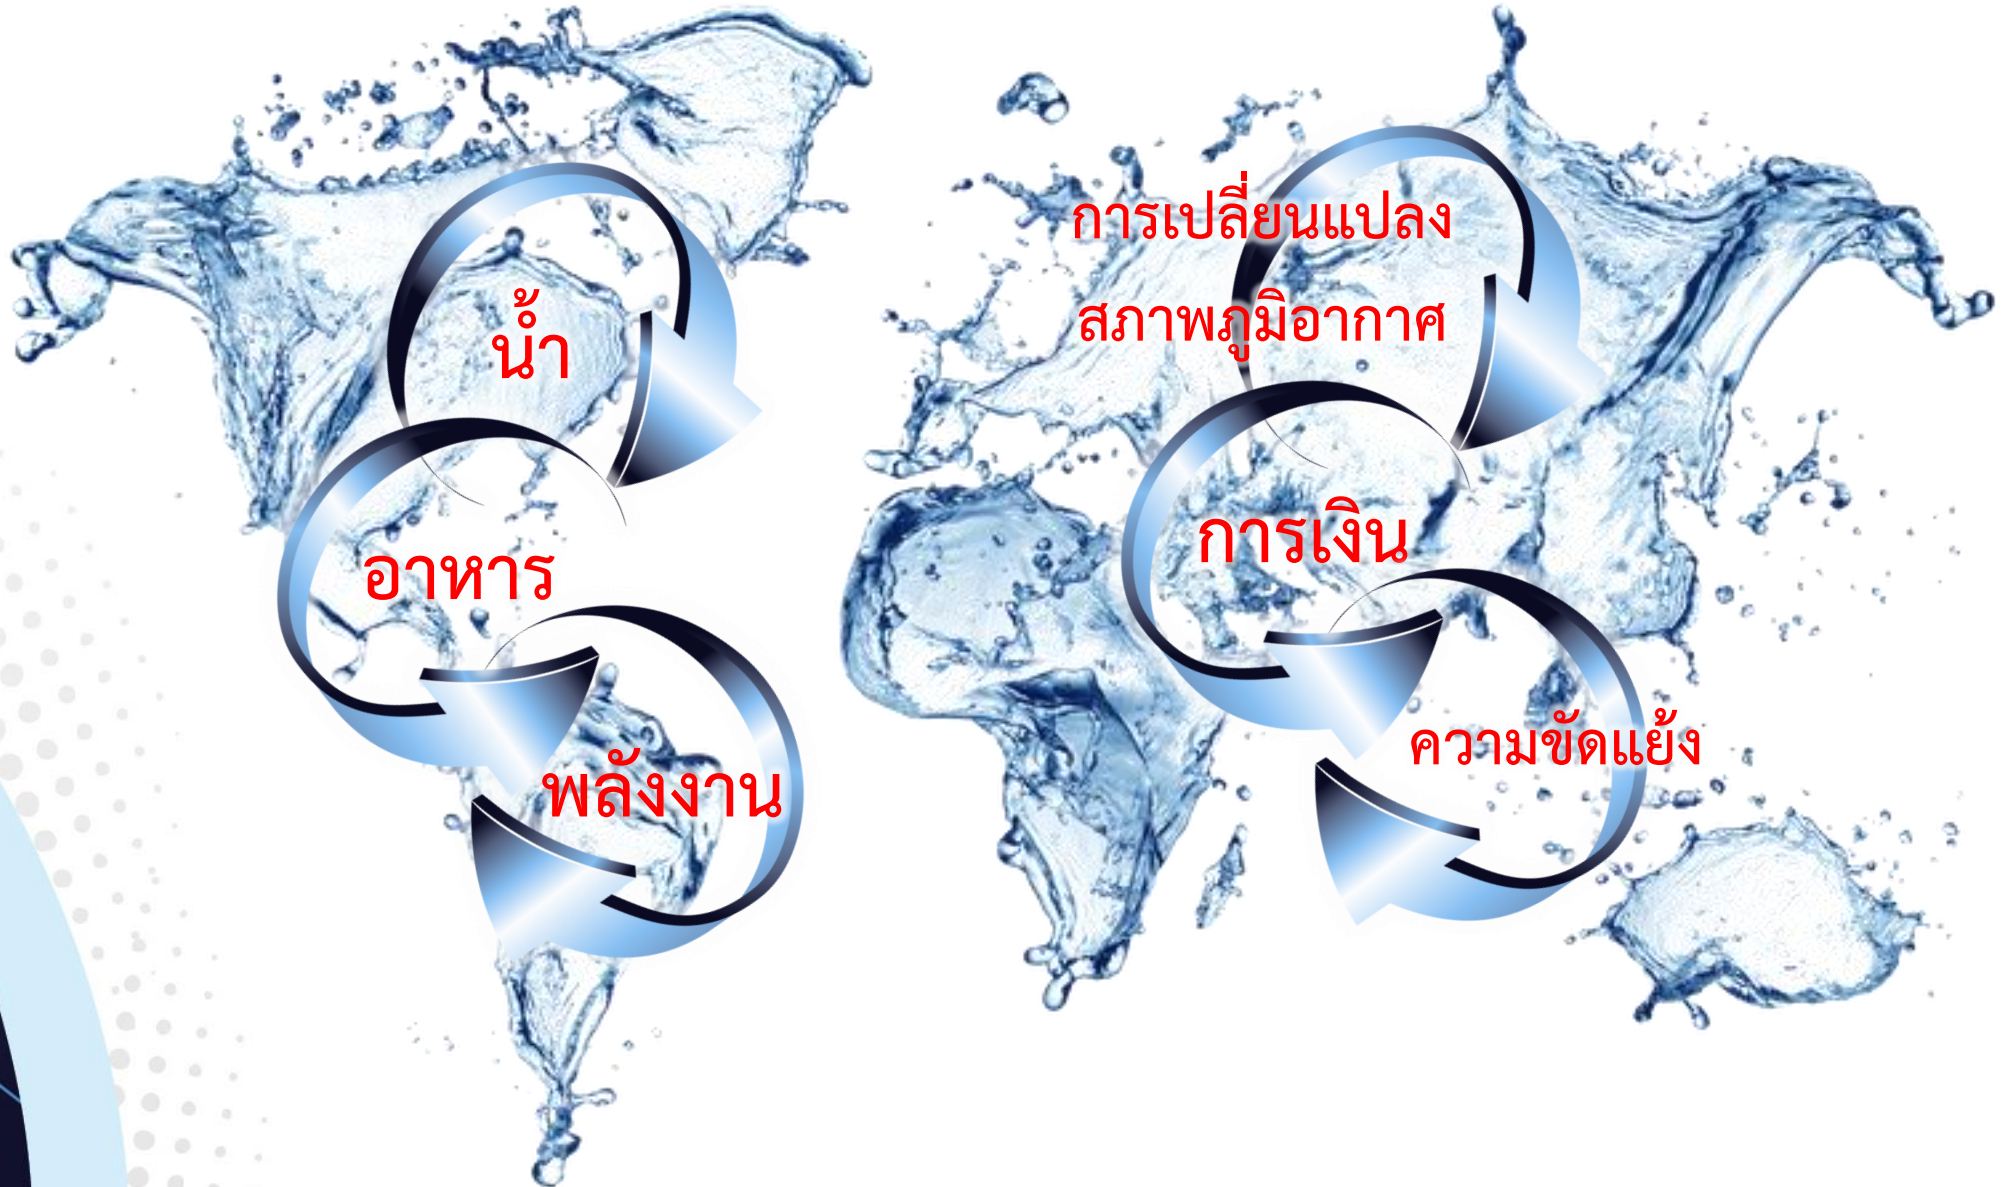 น้ำ
อาหาร
พลังงาน
การเปลี่ยนแปลง
สภาพภูมิอากาศ
การเงิน
ความขัดแย้ง